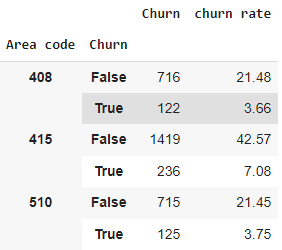 Churn churn rate
Area code Churn
408 False 716 21.48
True 122 3.66
415 False 1419 42.57
True 236 7.08
510 False 715 21.45
True 125 3.75